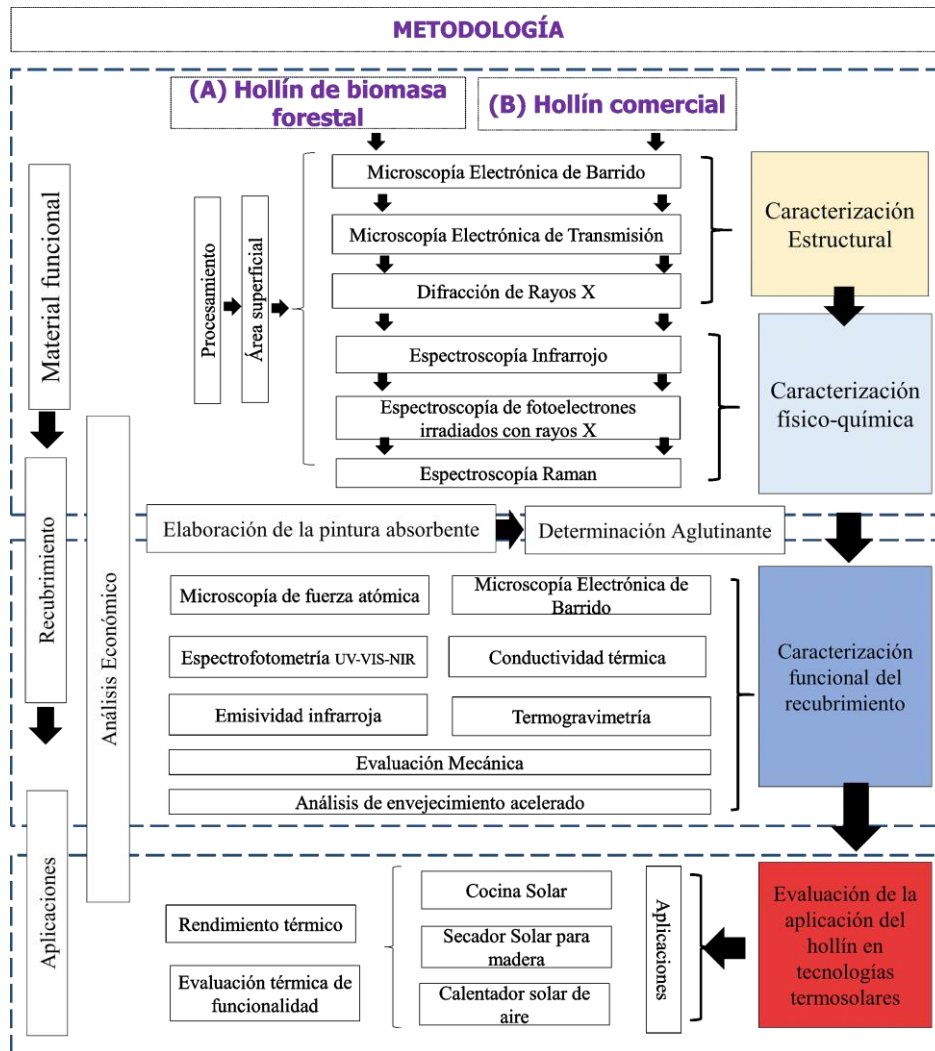 METODOLOGÍA
(A) Hollín de biomasa
forestal
(B) Hollín comercial
Material funcional
Procesamiento
Área superficial
Microscopía Electrónica de Barrido
Microscopía Electrónica de Transmisión
Difracción de Rayos X
Espectroscopía Infrarrojo
Espectroscopía de fotoelectrones
irradiados con rayos X
Espectroscopía Raman
Caracterización
Estructural
Caracterización
físico-química
Recubrimiento
Análisis Económico
Elaboración de la pintura absorbente
Determinación Aglutinante
Microscopía de fuerza atómica
Microscopía Electrónica de
Barrido
Espectrofotometría UV-VIS-NIR
Conductividad térmica
Emisividad infrarroja
Termogravimetría
Evaluación Mecánica
Análisis de envejecimiento acelerado
Caracterización
funcional del
recubrimiento
Aplicaciones
Rendimiento térmico
Evaluación térmica de
funcionalidad
Cocina Solar
Secador Solar para
madera
Calentador solar de
aire
Aplicaciones
Evaluación de la
aplicación del
hollín en
tecnologías
termosolares